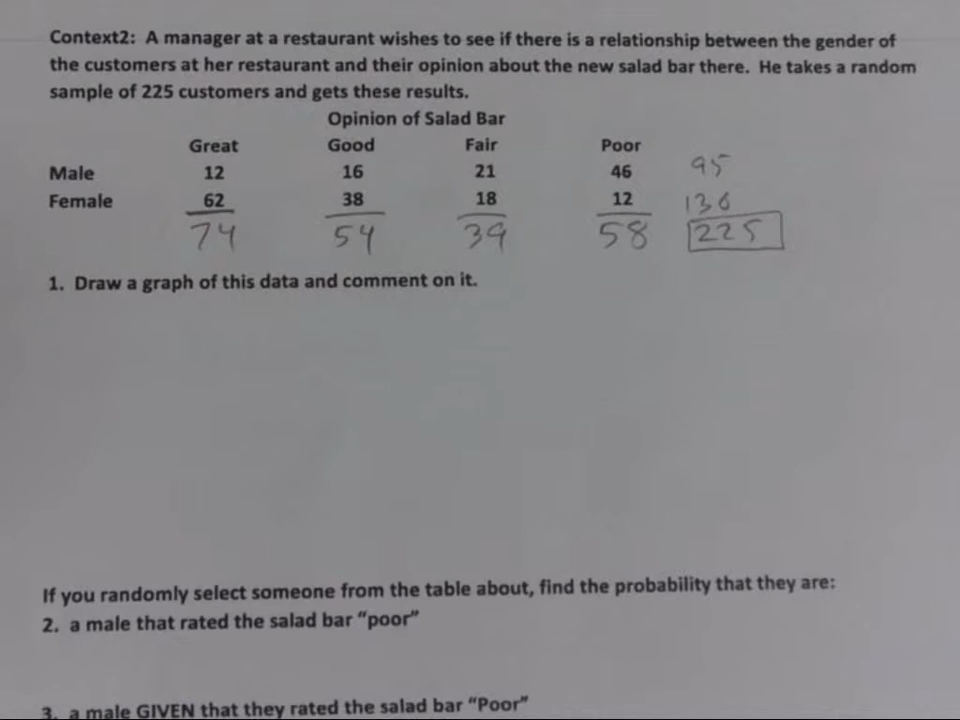 Context2: A manager at a restaurant wishes to see if there is a relationship between the gender of
the customers at her restaurant and their opinion about the new salad bar there. He takes a random
sample of 225 customers and gets these results.
Opinion of Salad Bar
Great Good Fair Poor
Male 12 16 21 46 95
Female 62 38 18 12 130
74 54 39 58 225
1. Draw a graph of this data and comment on it.
If you randomly select someone from the table about, find the probability that they are:
2. a male that rated the salad bar “poor”
3. a male GIVEN that they rated the salad bar “Poor”